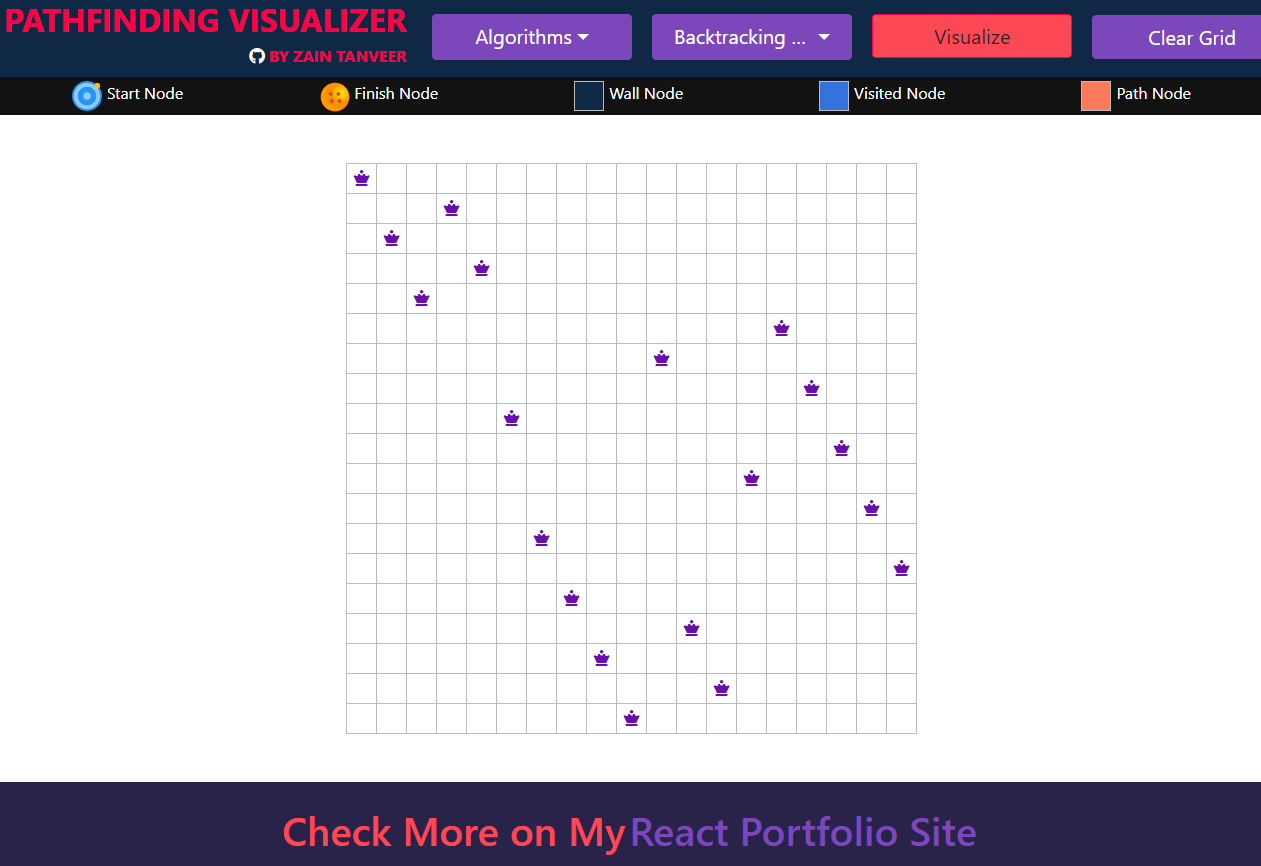 PATHFINDING VISUALIZER
BY ZAIN TANVEER
Algorithms
Backtracking ...
Visualize
Clear Grid
Start Node
Finish Node
Wall Node
Visited Node
Path Node
Check More on My React Portfolio Site